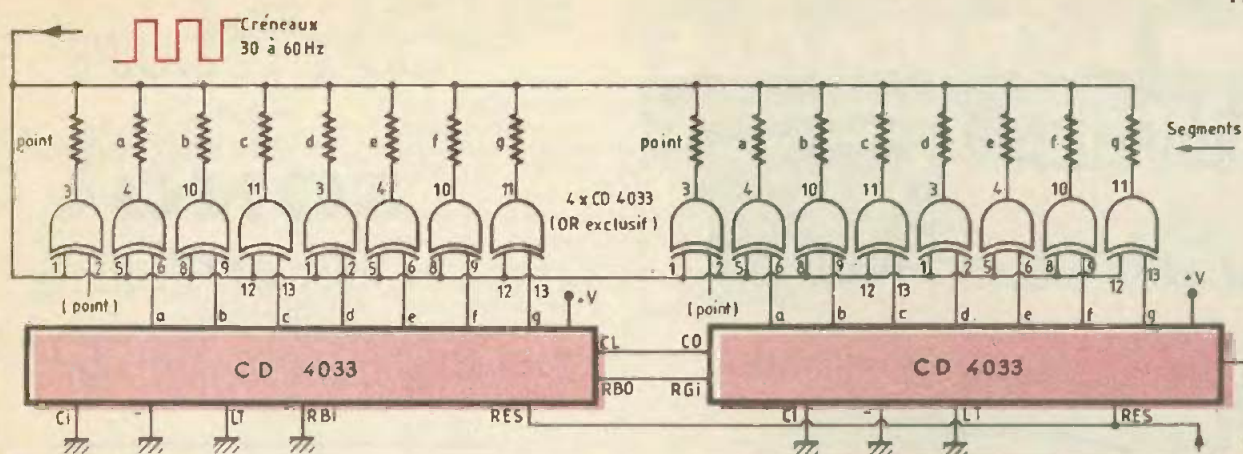 Créneaux
30 à 60Hz
point a b c d e f g
point a b c d e f g
Segments
3 4 10 11 3 4 10 11
3 4 10 11 3 4 10 11
4 x CD 4033
(OR exclusif)
1 2 5 6 8 9 12 13 1 2 5 6 8 9 12 13
1 2 5 6 8 9 12 13 1 2 5 6 8 9 12 13
(point) a b c d e f g +V
(point) a b c d. e f g +V
CD 4033
CL CO
RBO RGi
CD 4033
Ci - LT RBi RES
CI - LT RES